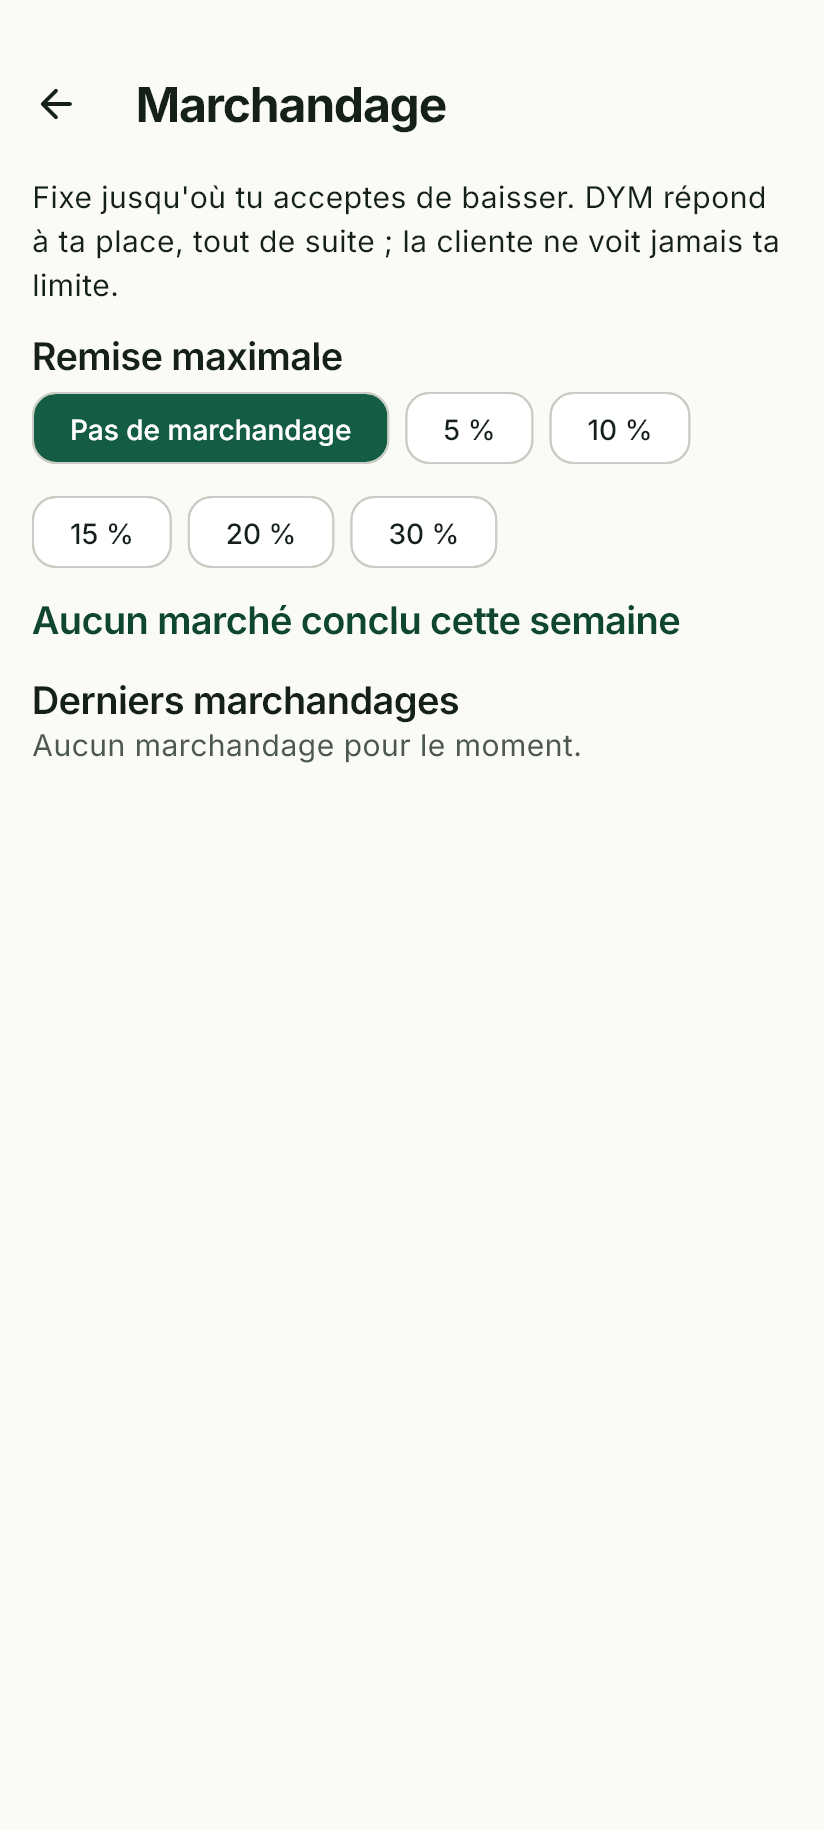 Marchandage
Fixe jusqu'où tu acceptes de baisser. DYM répond
à ta place, tout de suite ; la cliente ne voit jamais ta
limite.
Remise maximale
Pas de marchandage
5 %
10 %
15 %
20 %
30 %
Aucun marché conclu cette semaine
Derniers marchandages
Aucun marchandage pour le moment.